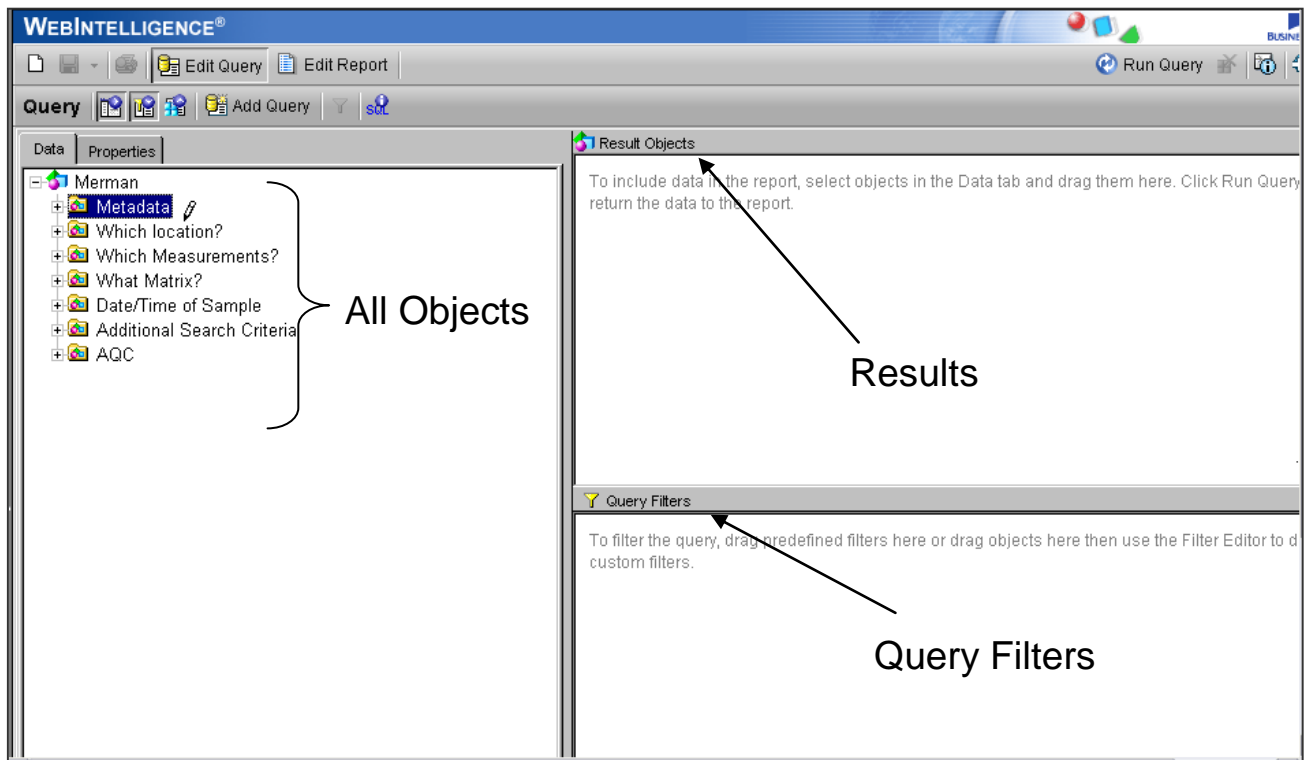 WEBINTELLIGENCE®
BUSINE
Edit Query Edit Report Run Query
Query Add Query SQL
Data Properties
Merman
Metadata
Which location?
Which Measurements?
What Matrix?
Date/Time of Sample
Additional Search Criteria
AQC
All Objects
Result Objects
To include data in the report, select objects in the Data tab and drag them here. Click Run Query
return the data to the report.
Results
Query Filters
To filter the query, drag predefined filters here or drag objects here then use the Filter Editor to d
custom filters.
Query Filters